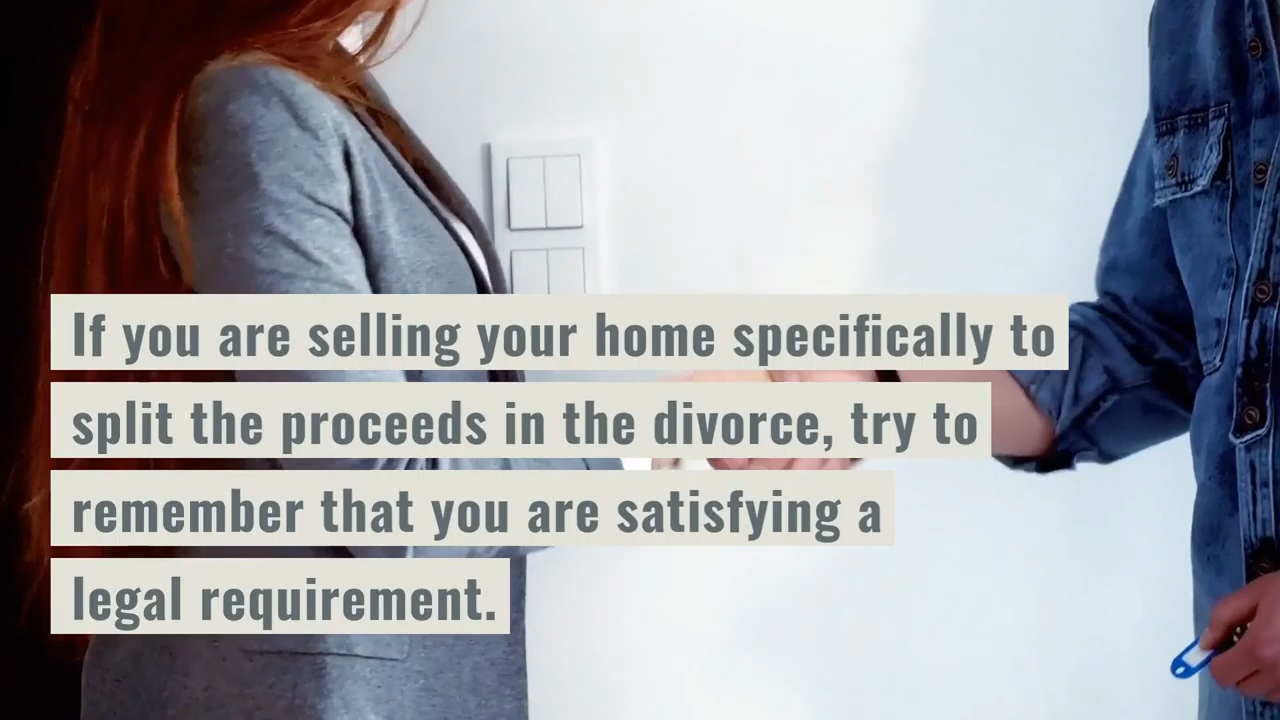 If you are selling your home specifically to
split the proceeds in the divorce, try to
remember that you are satisfying a
legal requirement.